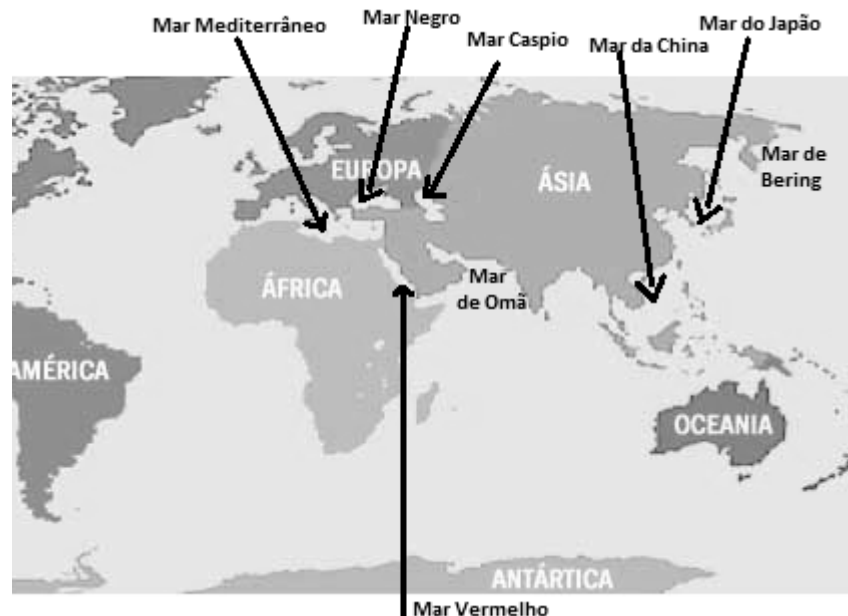 Mar Mediterrâneo
Mar Negro
Mar Caspio
Mar da China
Mar do Japão
EUROPA
ÁSIA
Mar de
Bering
ÁFRICA
Mar
de Omã
AMÉRICA
OCEANIA
ANTÁRTICA
Mar Vermelho